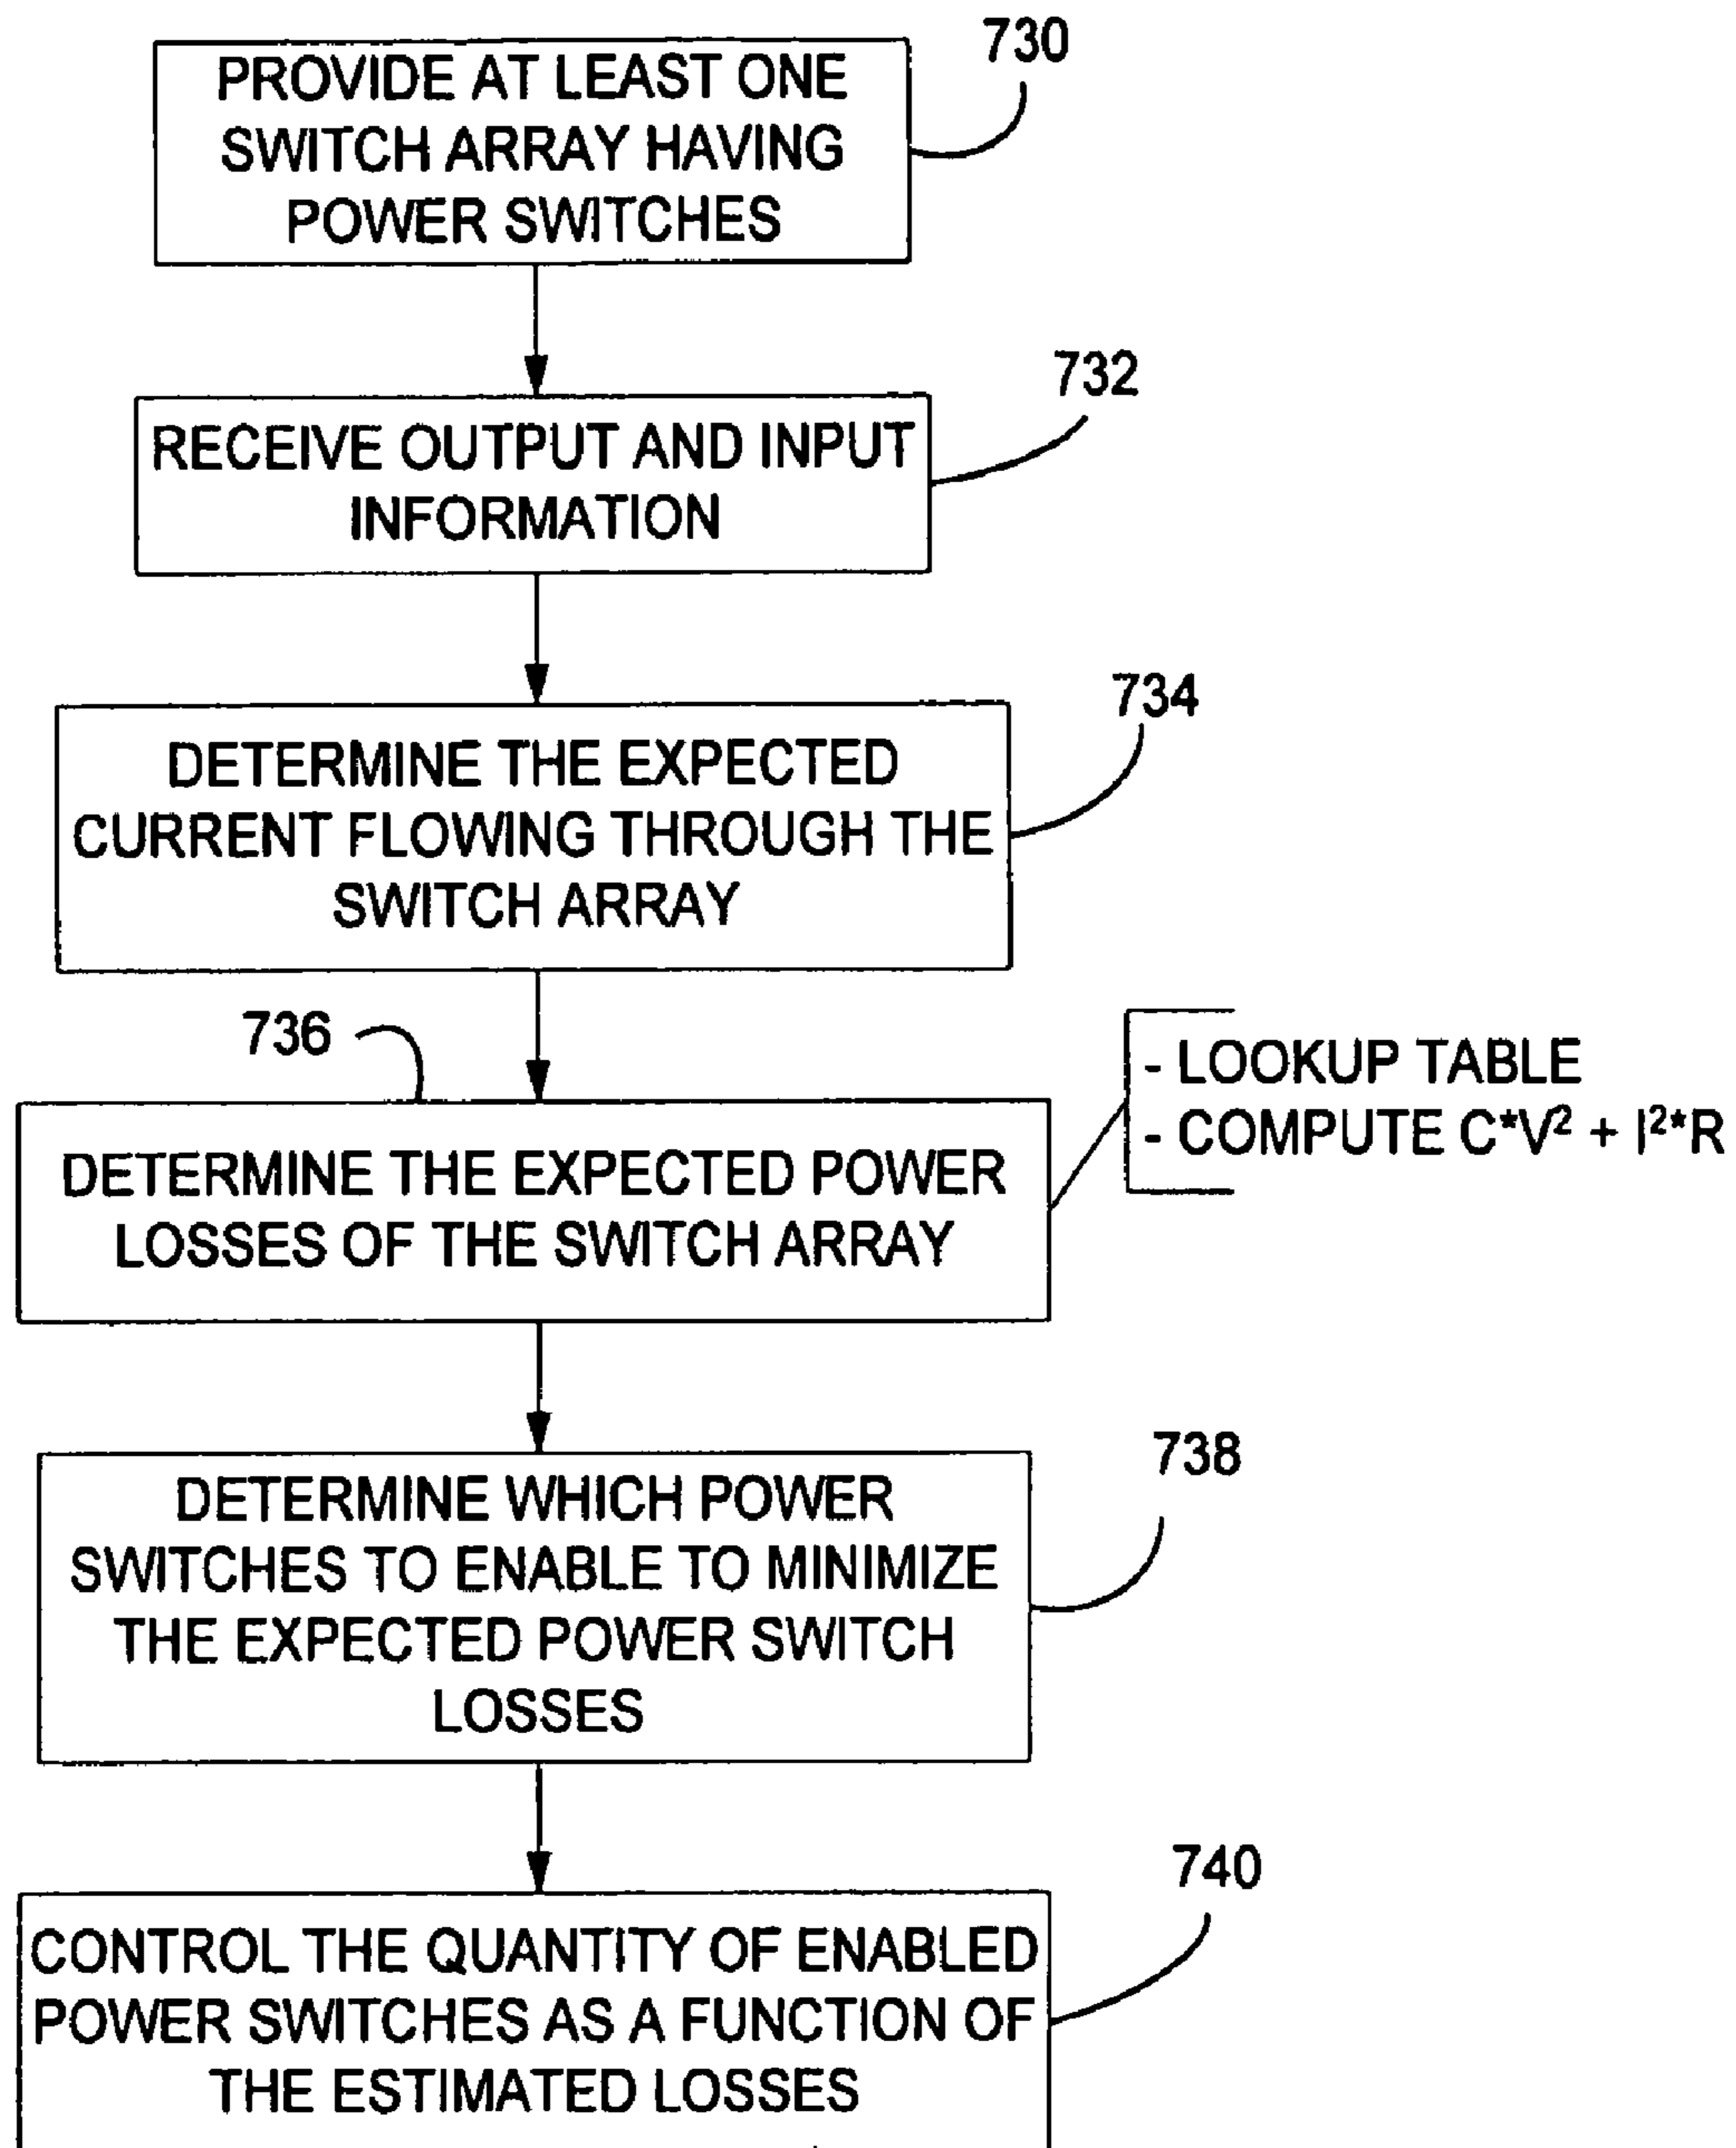 730
PROVIDE AT LEAST ONE
SWITCH ARRAY HAVING
POWER SWITCHES
732
RECEIVE OUTPUT AND INPUT
INFORMATION
734
DETERMINE THE EXPECTED
CURRENT FLOWING THROUGH THE
SWITCH ARRAY
736
- LOOKUP TABLE
- COMPUTE C*V² + I²*R
DETERMINE THE EXPECTED POWER
LOSSES OF THE SWITCH ARRAY
738
DETERMINE WHICH POWER
SWITCHES TO ENABLE TO MINIMIZE
THE EXPECTED POWER SWITCH
LOSSES
740
CONTROL THE QUANTITY OF ENABLED
POWER SWITCHES AS A FUNCTION OF
THE ESTIMATED LOSSES